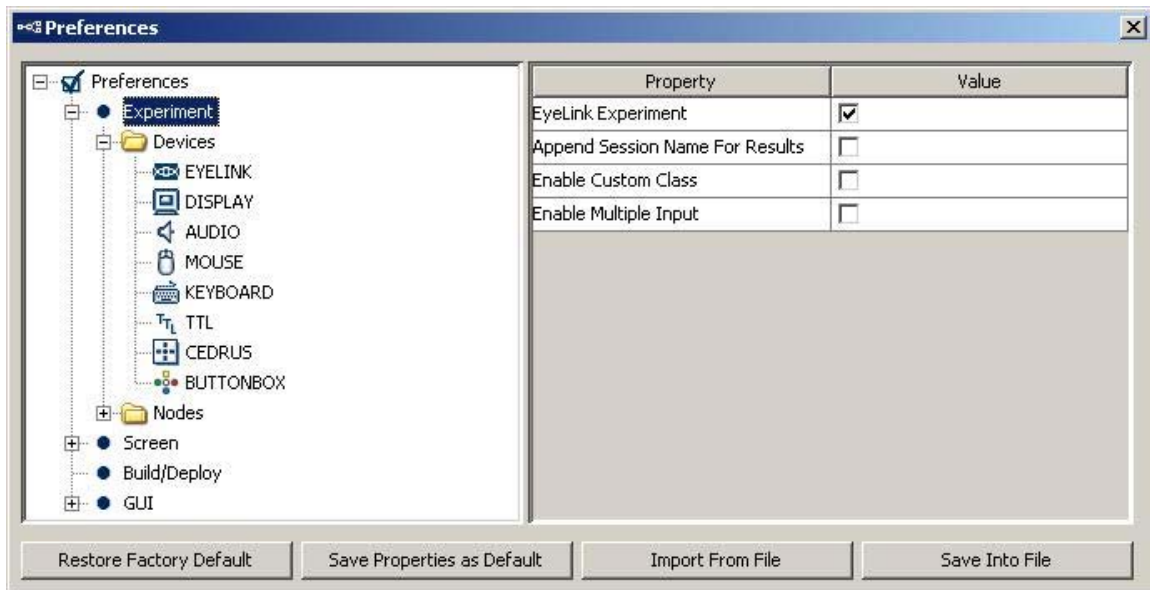 Preferences
Preferences
Experiment
Devices
EYELINK
DISPLAY
AUDIO
MOUSE
KEYBOARD
TTL
CEDRUS
BUTTONBOX
Nodes
Screen
Build/Deploy
GUI
Property Value
EyeLink Experiment
Append Session Name For Results
Enable Custom Class
Enable Multiple Input
Restore Factory Default
Save Properties as Default
Import From File
Save Into File